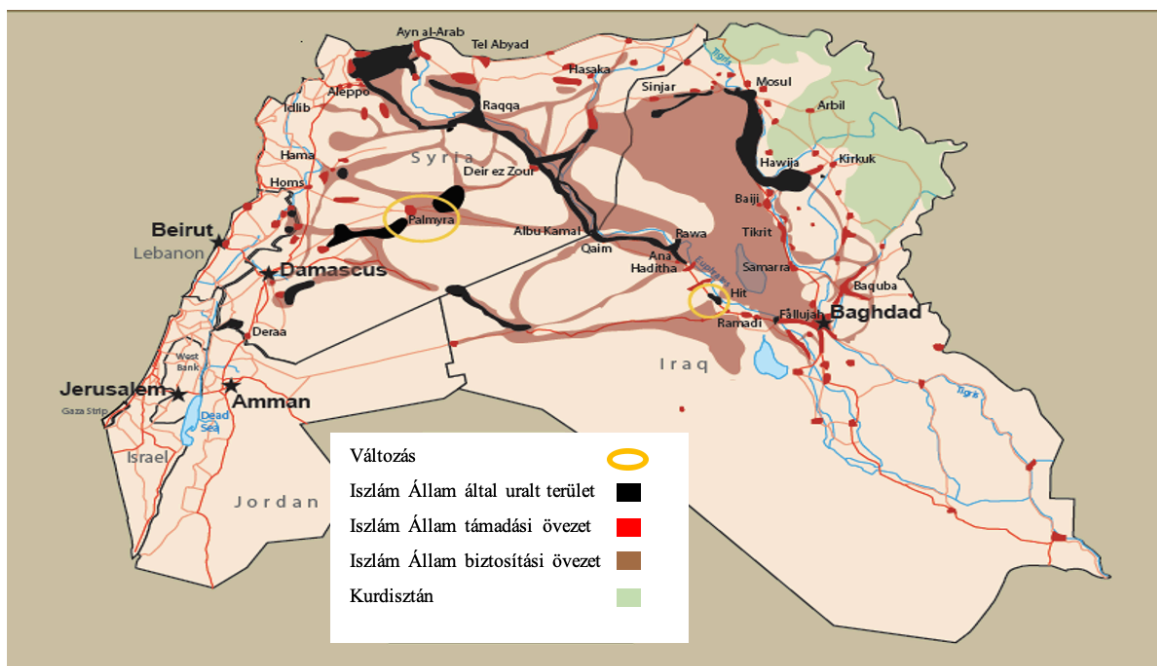 Ayn al-Arab
Tel Abyad
Hasaka
Sinjar
Tigris
Mosul
Arbil
Aleppo
Idlib
Raqqa
Hama
Syria
Deir ez Zour
Hawija
Kirkuk
Homs
Palmyra
Albu Kamal
Qaim
Rawa
Ana
Haditha
Euphrates
Baiji
Tikrit
Samarra
Beirut
Lebanon
Damascus
Hit
Baquba
Ramadi
Fallujah
Baghdad
Deraa
Iraq
West
Bank
Jerusalem
Gaza Strip
Amman
Dead
Sea
Israel
Jordan
Tigris
Változás
Iszlám Állam által uralt terület
Iszlám Állam támadási övezet
Iszlám Állam biztosítási övezet
Kurdisztán